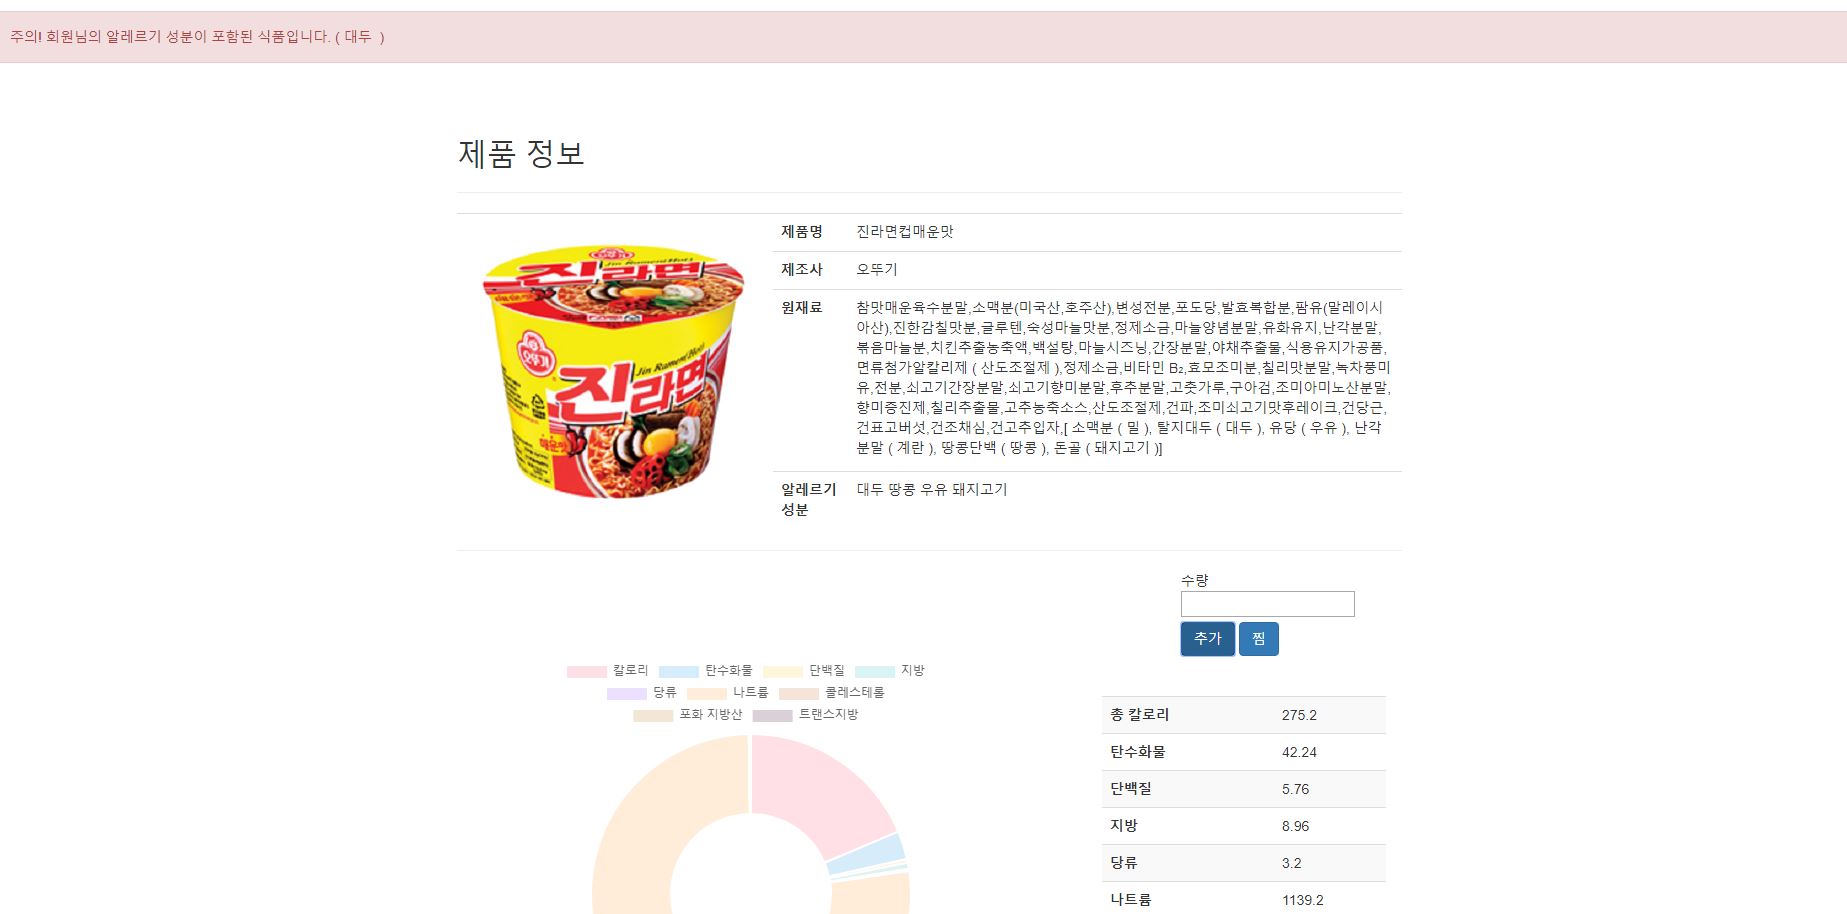 주의! 회원님의 알레르기 성분이 포함된 식품입니다. ( 대두 )
제품 정보
진라면
Jin Ramen(Hot)
매운맛
오뚜기
진라면
Jin Ramen(Hot)
매운맛
제품명 진라면컵매운맛
제조사 오뚜기
원재료 참맛매운육수분말,소맥분(미국산,호주산),변성전분,포도당,발효복합분,팜유(말레이시
아산),진한감칠맛분,글루텐,숙성마늘맛분,정제소금,마늘양념분말,유화유지,난각분말,
볶음마늘분,치킨추출농축액,백설탕,마늘시즈닝,간장분말,야채추출물,식용유지가공품,
면류첨가알칼리제 ( 산도조절제 ),정제소금,비타민 B₂,효모조미분,칠리맛분말,녹차풍미
유,전분,쇠고기간장분말,쇠고기향미분말,후추분말,고춧가루,구아검,조미아미노산분말,
향미증진제,칠리추출물,고추농축소스,산도조절제,건파,조미쇠고기맛후레이크,건당근,
건표고버섯,건조채심,건고추입자,[ 소맥분 ( 밀 ), 탈지대두 ( 대두 ), 유당 ( 우유 ), 난각
분말 ( 계란 ), 땅콩단백 ( 땅콩 ), 돈골 ( 돼지고기 )]
알레르기 대두 땅콩 우유 돼지고기
성분
수량
추가 찜
칼로리 탄수화물 단백질 지방
당류 나트륨 콜레스테롤
포화 지방산 트랜스지방
총 칼로리 275.2
탄수화물 42.24
단백질 5.76
지방 8.96
당류 3.2
나트륨 1139.2